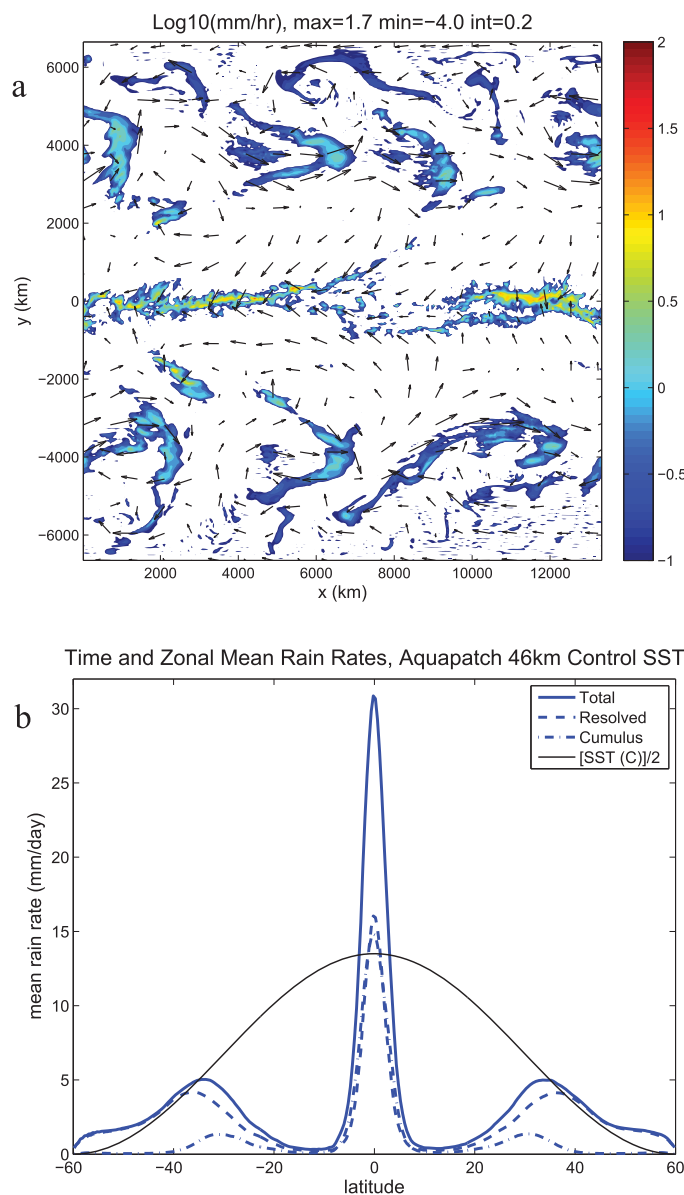 Log10(mm/hr), max=1.7 min=−4.0 int=0.2
a
6000
4000
2000
0
−2000
−4000
−6000
y (km)
2000
4000
6000
8000
10000
12000
x (km)
2
1.5
1
0.5
0
−0.5
−1
Time and Zonal Mean Rain Rates, Aquapatch 46km Control SST
b
Total
Resolved
Cumulus
[SST (C)]/2
30
25
20
15
10
5
0
mean rain rate (mm/day)
−60
−40
−20
0
20
40
60
latitude